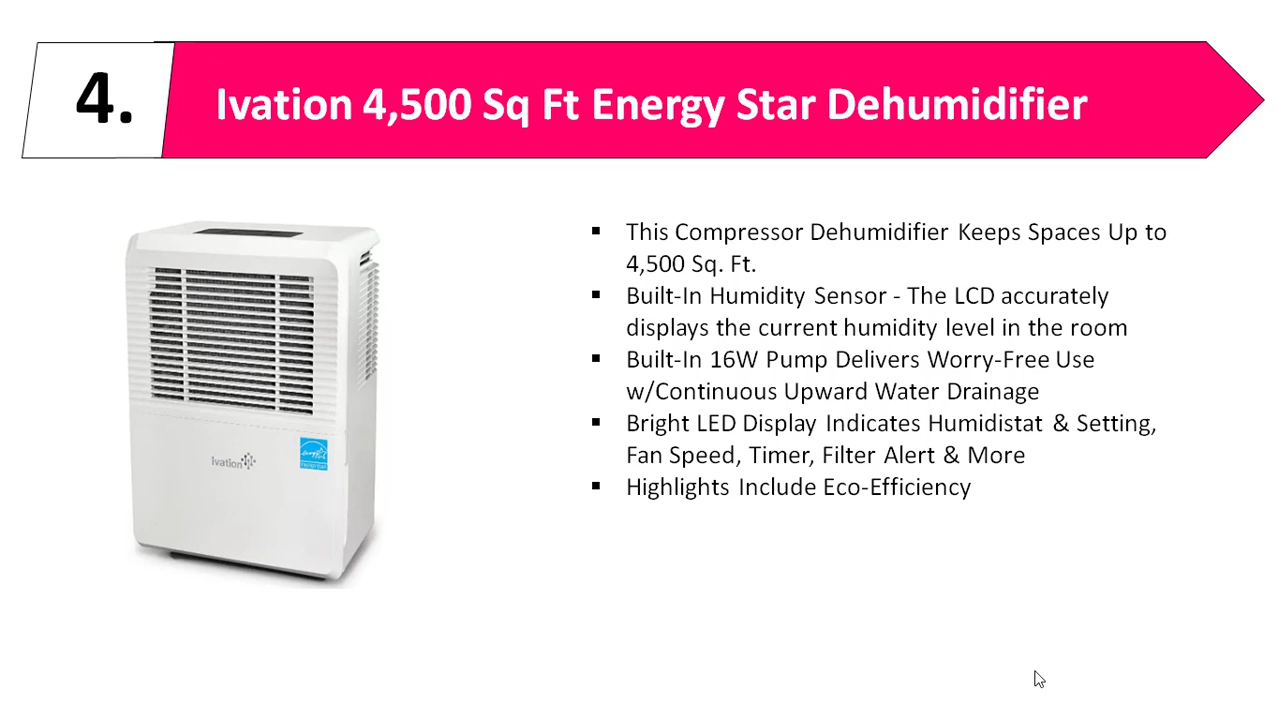 4.
Ivation 4,500 Sq Ft Energy Star Dehumidifier
▪ This Compressor Dehumidifier Keeps Spaces Up to
4,500 Sq. Ft.
▪ Built-In Humidity Sensor - The LCD accurately
displays the current humidity level in the room
▪ Built-In 16W Pump Delivers Worry-Free Use
w/Continuous Upward Water Drainage
▪ Bright LED Display Indicates Humidistat & Setting,
Fan Speed, Timer, Filter Alert & More
▪ Highlights Include Eco-Efficiency
ivation